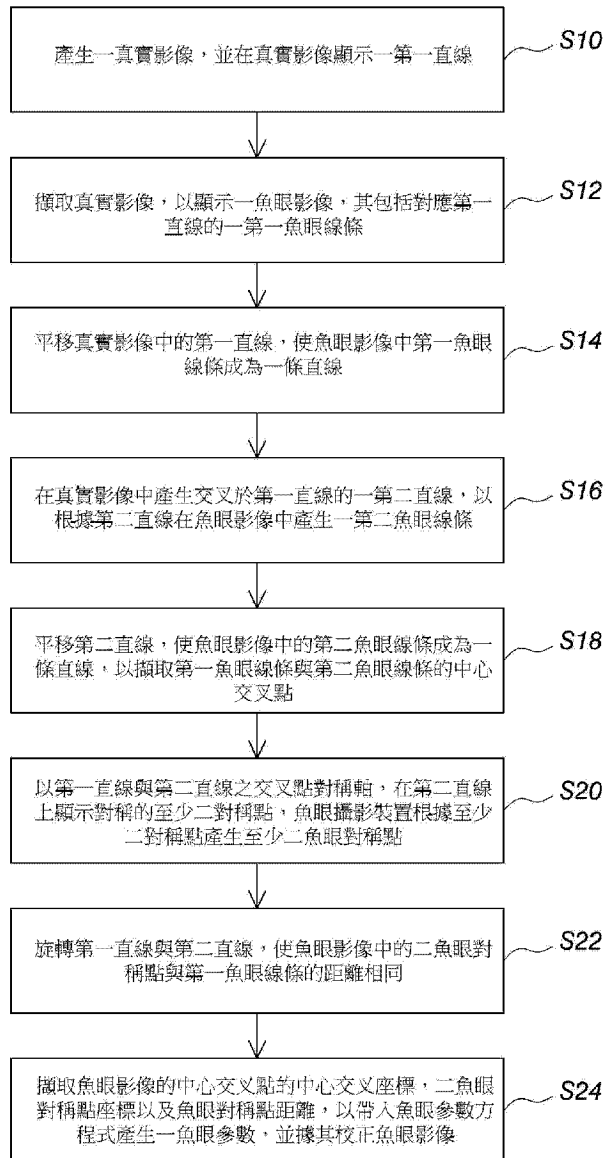 產生一真實影像，並在真實影像顯示一第一直線
S10
擷取真實影像，以顯示一魚眼影像，其包括對應第一
直線的一第一魚眼線條
S12
平移真實影像中的第一直線，使魚眼影像中第一魚眼
線條成為一條直線
S14
在真實影像中產生交叉於第一直線的一第二直線，以
根據第二直線在魚眼影像中產生一第二魚眼線條
S16
平移第二直線，使魚眼影像中的第二魚眼線條成為一
條直線，以擷取第一魚眼線條與第二魚眼線條的中心
交叉點
S18
以第一直線與第二直線之交叉點對稱軸，在第二直線
上顯示對稱的至少二對稱點，魚眼攝影裝置根據至少
二對稱點產生至少二魚眼對稱點
S20
旋轉第一直線與第二直線，使魚眼影像中的二魚眼對
稱點與第一魚眼線條的距離相同
S22
擷取魚眼影像的中心交叉點的中心交叉座標，二魚眼
對稱點座標以及魚眼對稱點距離，以帶入魚眼參數方
程式產生一魚眼參數，並據其校正魚眼影像
S24